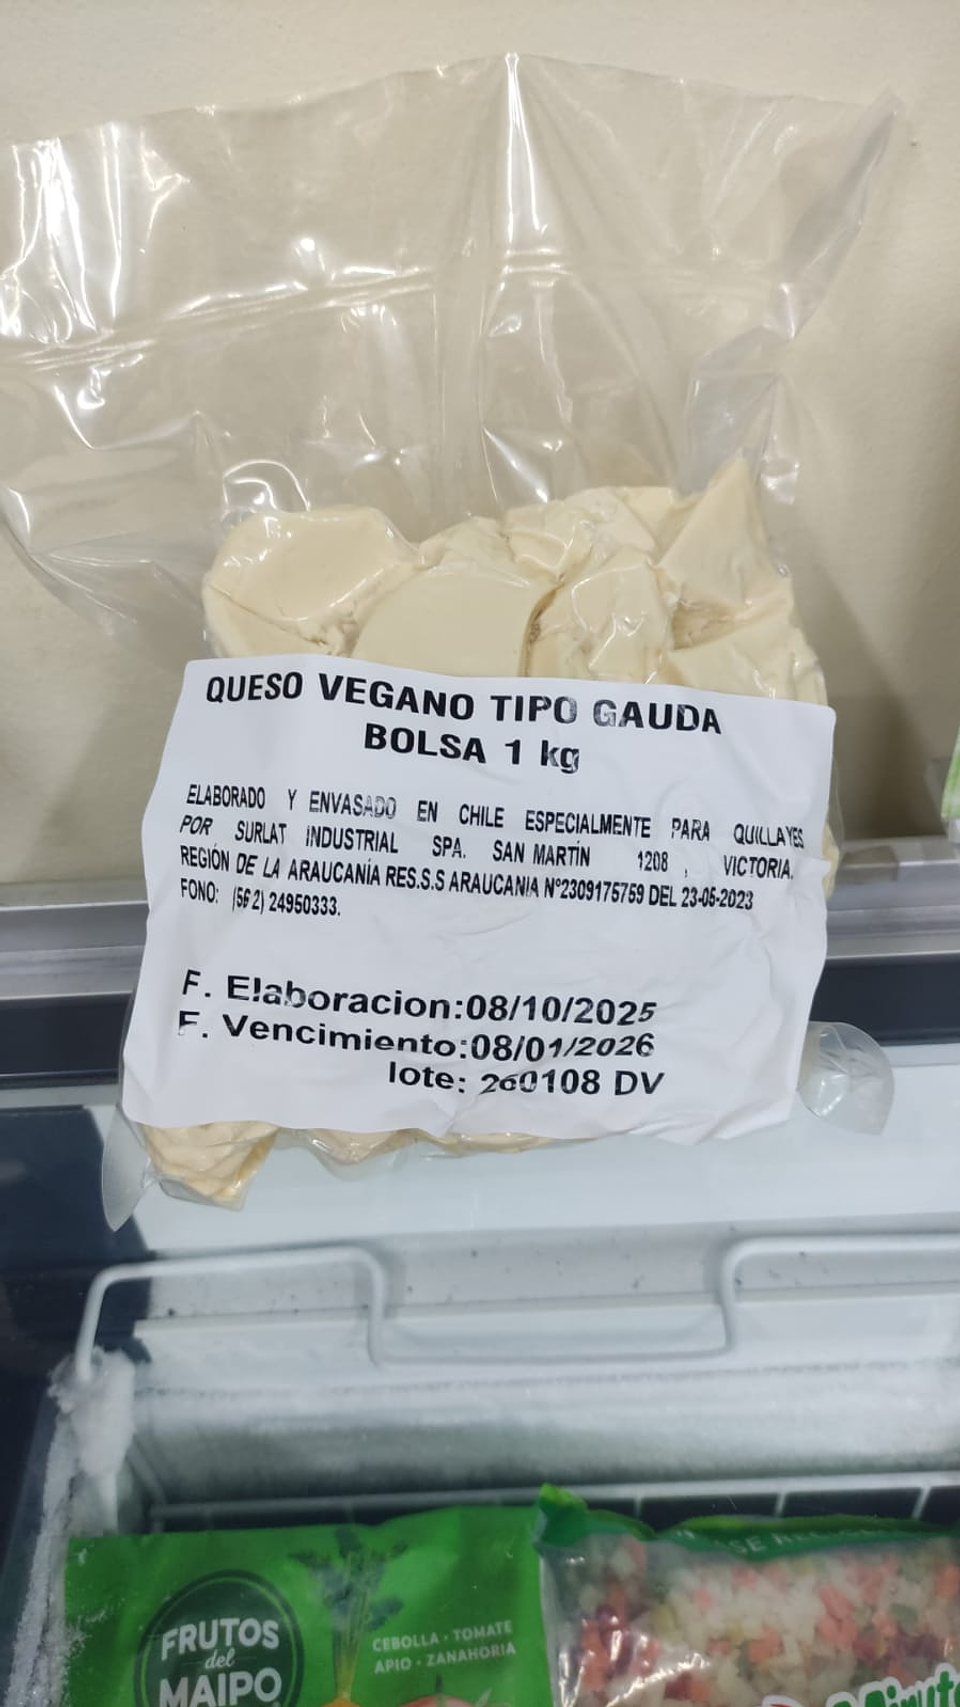 QUESO VEGANO TIPO GAUDA
BOLSA 1 kg
ELABORADO Y ENVASADO EN CHILE ESPECIALMENTE PARA QUILLAYES
POR SURLAT INDUSTRIAL SPA. SAN MARTÍN 1208 , VICTORIA.
REGIÓN DE LA ARAUCANÍA RES.S.S ARAUCANIA N°2309175759 DEL 23-05-2023
FONO: (56 2) 24950333.
F. Elaboracion:08/10/2025
F. Vencimiento:08/01/2026
lote: 260108 DV
FRUTOS
del
MAIPO
CEBOLLA · TOMATE
APIO · ZANAHORIA